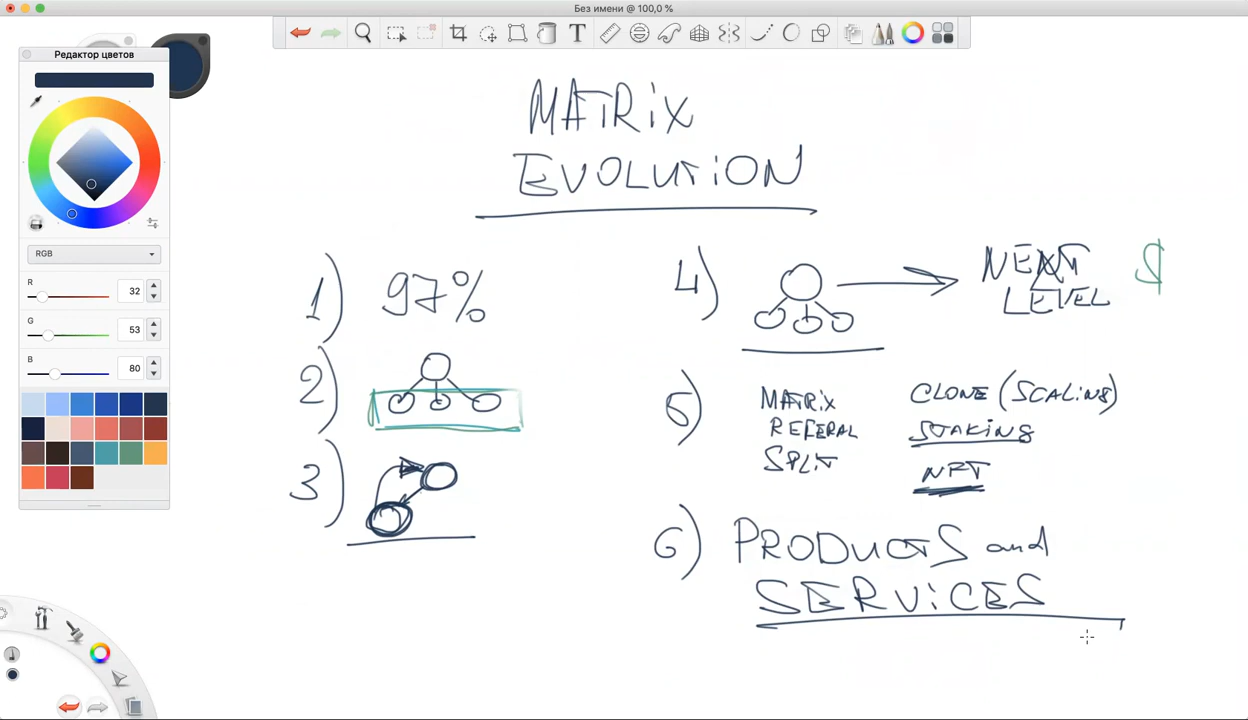 Без имени @ 100,0 %
Редактор цветов
RGB
R 32
G 53
B 80
MATRiX
EVOLUTiON
1) 97%
2)
3)
4) NEXT LEVEL $
5) MATRiX
REFERAL
SPLiT
CLONE (SCALiNG)
STAKiNG
NFT
6) PRODUCTS and
SERViCES